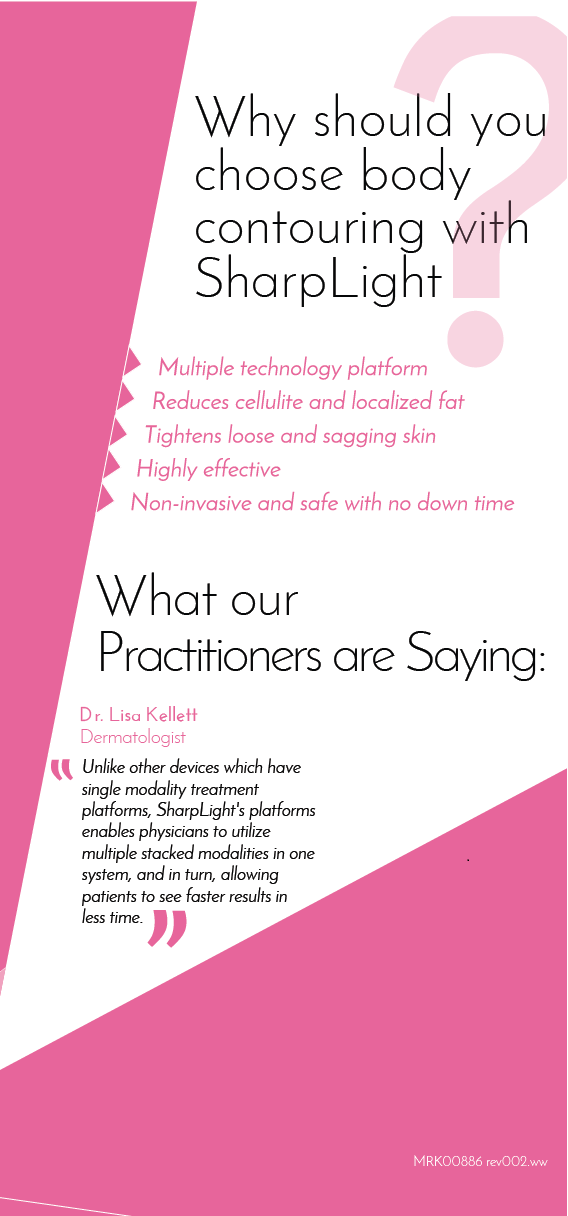 Why should you
choose body
contouring with
SharpLight
?
Multiple technology platform
Reduces cellulite and localized fat
Tightens loose and sagging skin
Highly effective
Non-invasive and safe with no down time
What our
Practitioners are Saying:
Dr. Lisa Kellett
Dermatologist
“ Unlike other devices which have
single modality treatment
platforms, SharpLight's platforms
enables physicians to utilize
multiple stacked modalities in one
system, and in turn, allowing
patients to see faster results in
less time. ”
MRK00886 rev002.ww